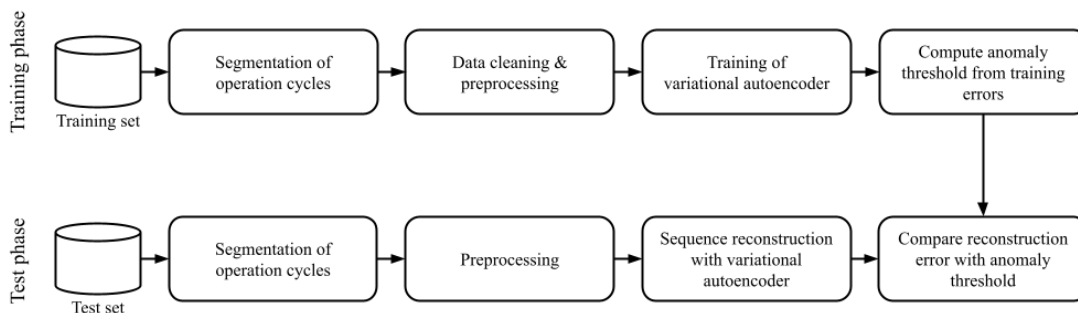 Training phase
Training set
Segmentation of
operation cycles
Data cleaning &
preprocessing
Training of
variational autoencoder
Compute anomaly
threshold from training
errors
Test phase
Test set
Segmentation of
operation cycles
Preprocessing
Sequence reconstruction
with variational
autoencoder
Compare reconstruction
error with anomaly
threshold